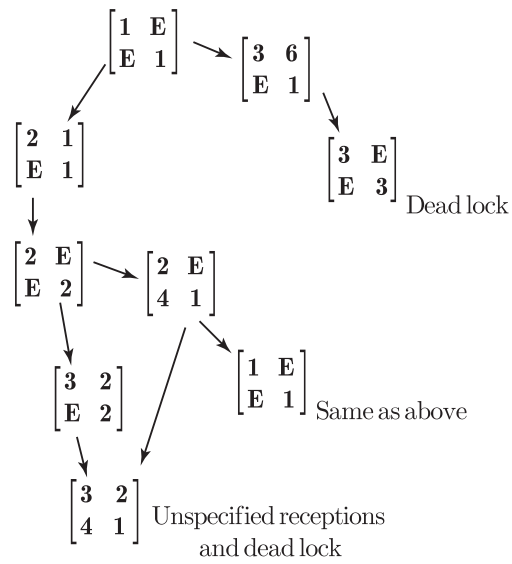 1 E
E 1
3 6
E 1
2 1
E 1
3 E
E 3
Dead lock
2 E
E 2
2 E
4 1
1 E
E 1
Same as above
3 2
E 2
3 2
4 1
Unspecified receptions
and dead lock